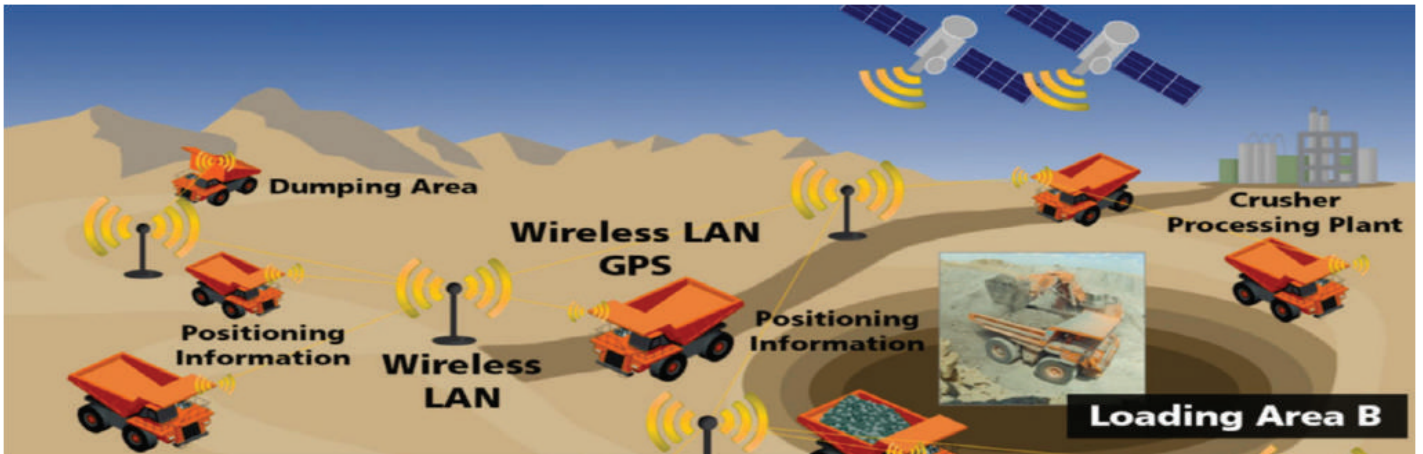 Dumping Area
Wireless LAN
GPS
Crusher
Processing Plant
Positioning
Information
Wireless
LAN
Positioning
Information
Loading Area B